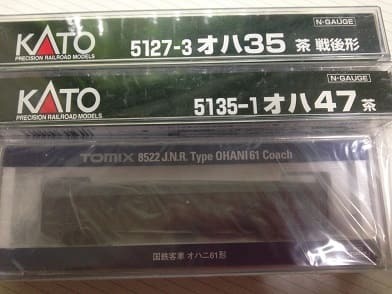 KATO
PRECISION RAILROAD MODELS
N-GAUGE
5127-3 オハ35 茶 戦後形
KATO
PRECISION RAILROAD MODELS
N-GAUGE
5135-1 オハ47 茶
TOMIX 8522 J.N.R. Type OHANI 61 Coach
国鉄客車 オハニ61形